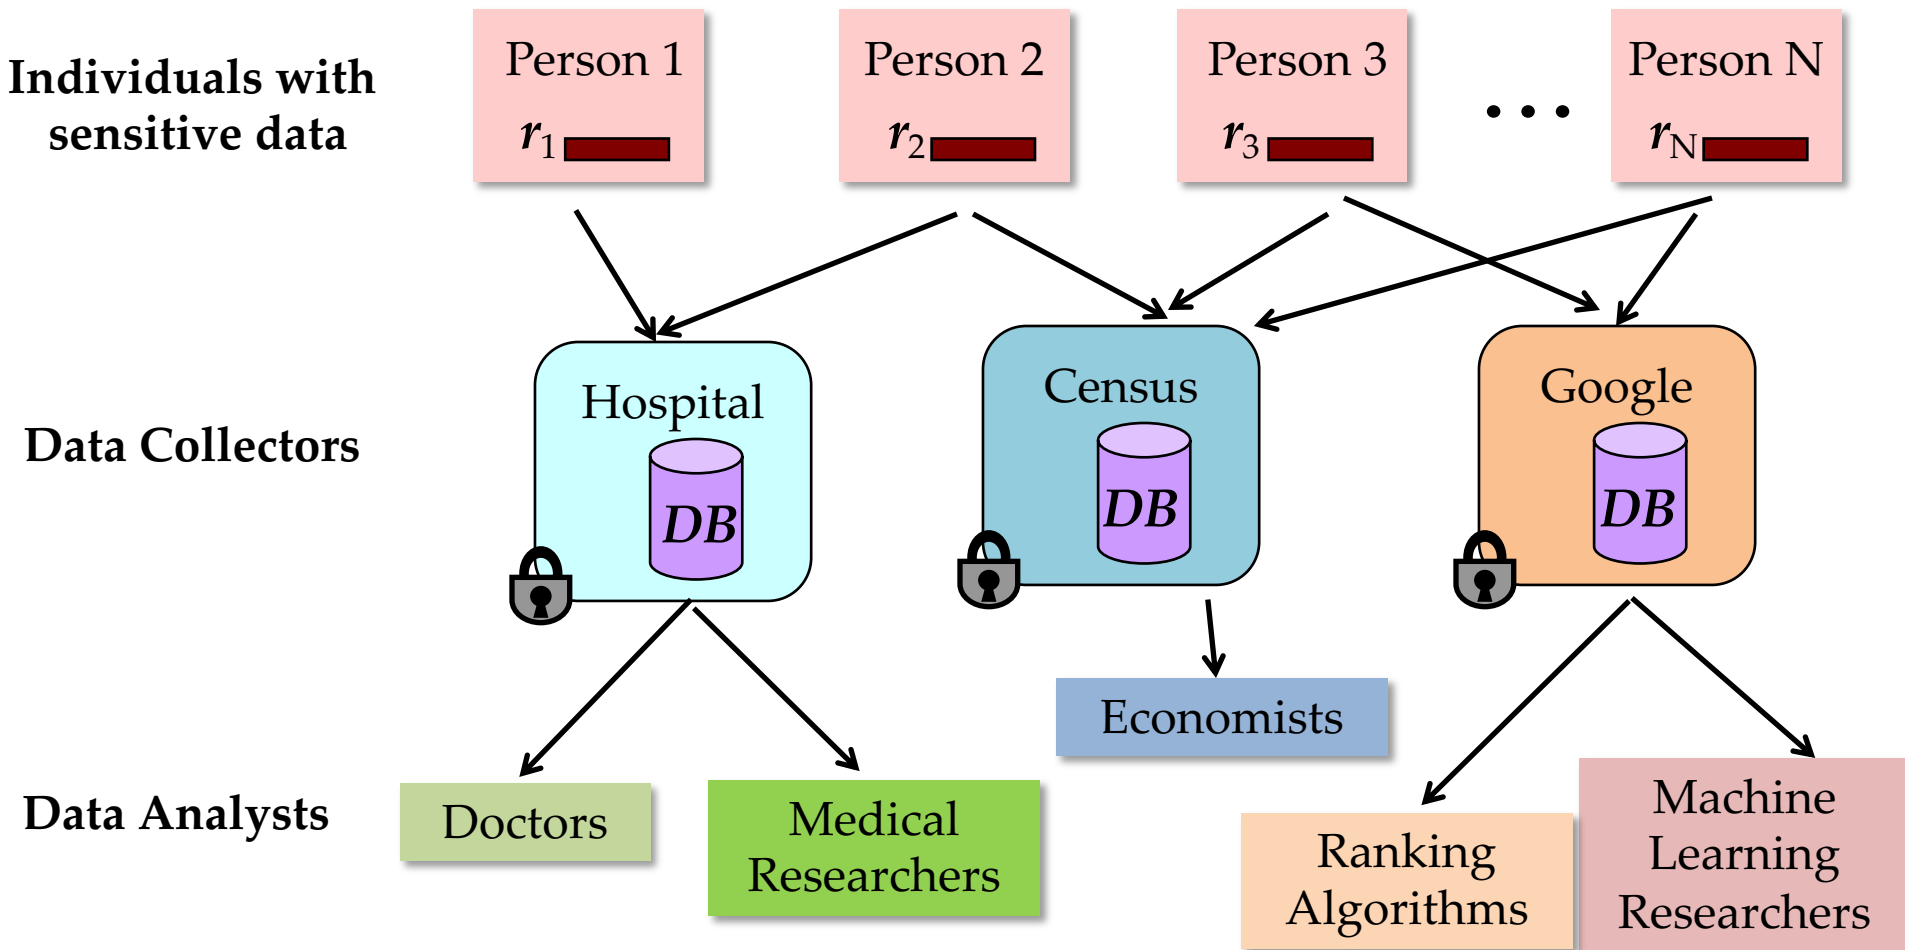 Individuals with
sensitive data
Person 1
r1
Person 2
r2
Person 3
r3
• • •
Person N
rN
Data Collectors
Hospital
DB
Census
DB
Google
DB
Data Analysts
Doctors
Medical
Researchers
Economists
Ranking
Algorithms
Machine
Learning
Researchers